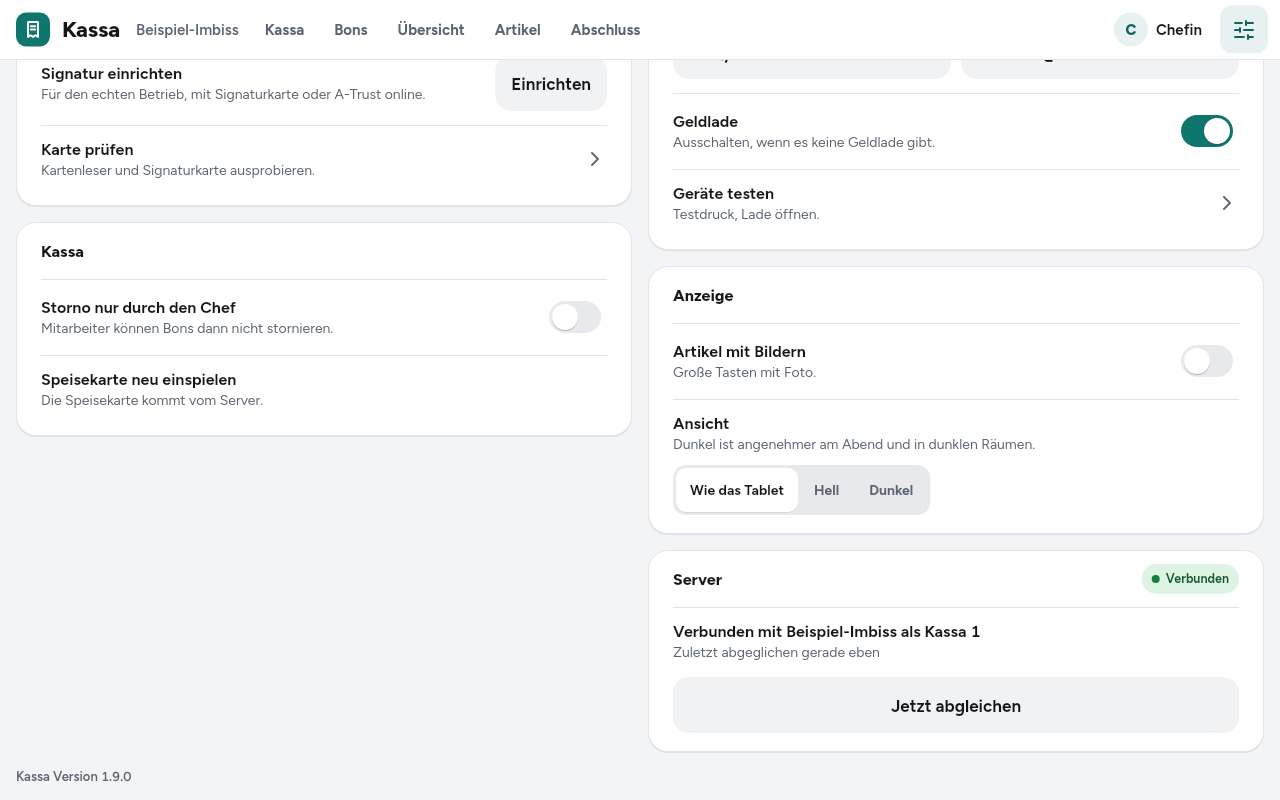 Kassa
Beispiel-Imbiss
Kassa
Bons
Übersicht
Artikel
Abschluss
C
Chefin
Signatur einrichten
Für den echten Betrieb, mit Signaturkarte oder A-Trust online.
Einrichten
Karte prüfen
Kartenleser und Signaturkarte ausprobieren.
Kassa
Storno nur durch den Chef
Mitarbeiter können Bons dann nicht stornieren.
Speisekarte neu einspielen
Die Speisekarte kommt vom Server.
Geldlade
Ausschalten, wenn es keine Geldlade gibt.
Geräte testen
Testdruck, Lade öffnen.
Anzeige
Artikel mit Bildern
Große Tasten mit Foto.
Ansicht
Dunkel ist angenehmer am Abend und in dunklen Räumen.
Wie das Tablet
Hell
Dunkel
Server
Verbunden
Verbunden mit Beispiel-Imbiss als Kassa 1
Zuletzt abgeglichen gerade eben
Jetzt abgleichen
Kassa Version 1.9.0